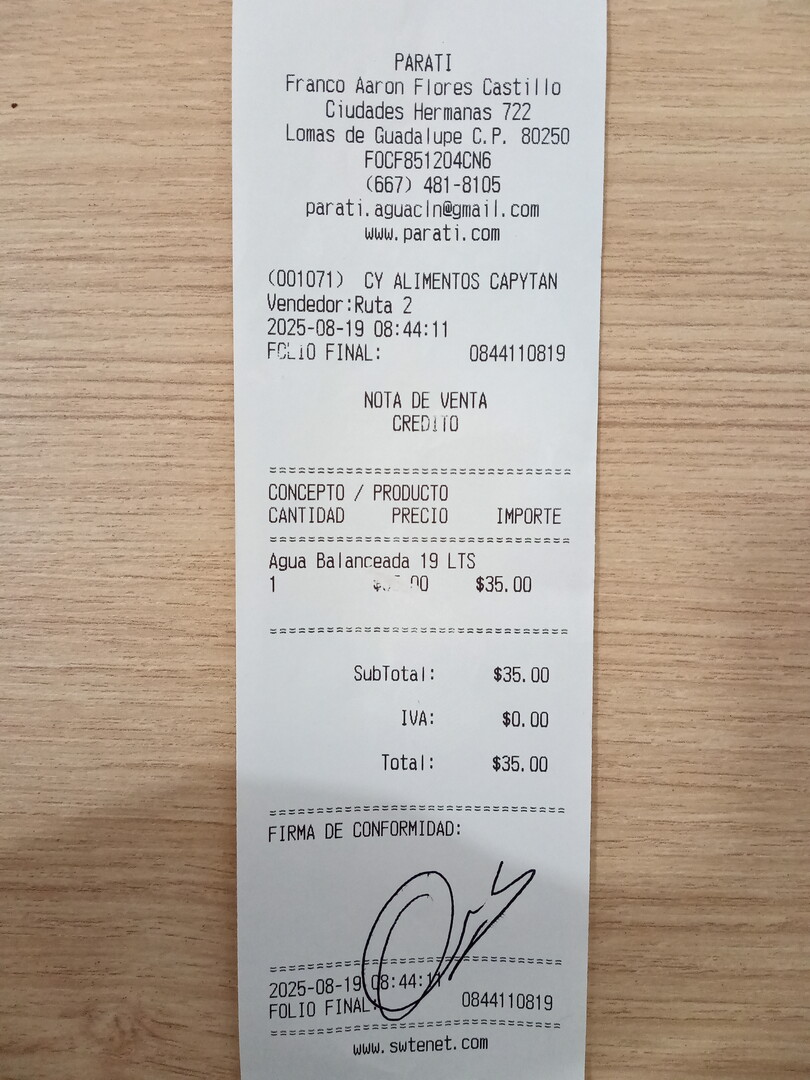 PARATI
Franco Aaron Flores Castillo
Ciudades Hermanas 722
Lomas de Guadalupe C.P. 80250
FOCF851204CN6
(667) 481-8105
parati.aguacln@gmail.com
www.parati.com
(001071) CY ALIMENTOS CAPYTAN
Vendedor:Ruta 2
2025-08-19 08:44:11
FOLIO FINAL: 0844110819
NOTA DE VENTA
CREDITO
CONCEPTO / PRODUCTO
CANTIDAD PRECIO IMPORTE
Agua Balanceada 19 LTS
1 $35.00
SubTotal: $35.00
IVA: $0.00
Total: $35.00
FIRMA DE CONFORMIDAD:
2025-08-19 08:44:11
FOLIO FINAL: 0844110819
www.swtenet.com